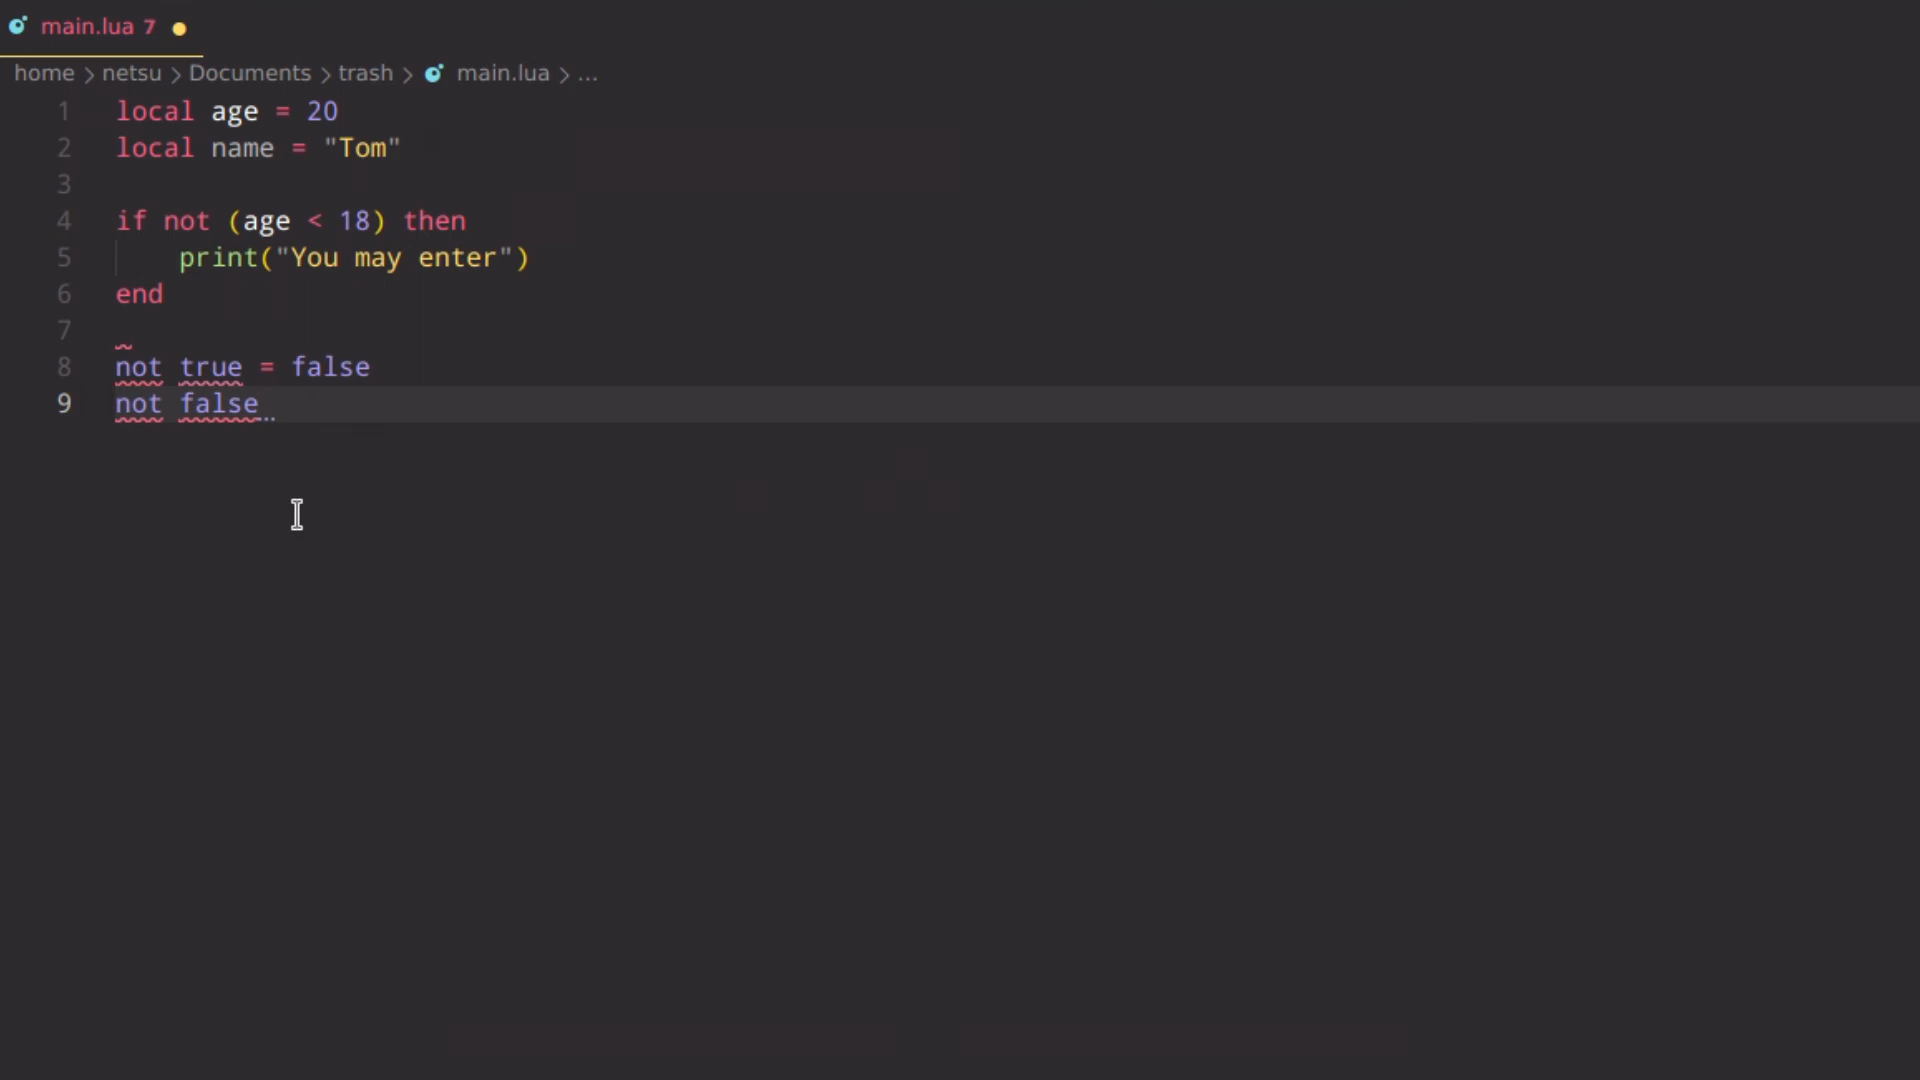 main.lua 7
home > netsu > Documents > trash > main.lua > ...
1 local age = 20
2 local name = "Tom"
3
4 if not (age < 18) then
5 print("You may enter")
6 end
7
8 not true = false
9 not false